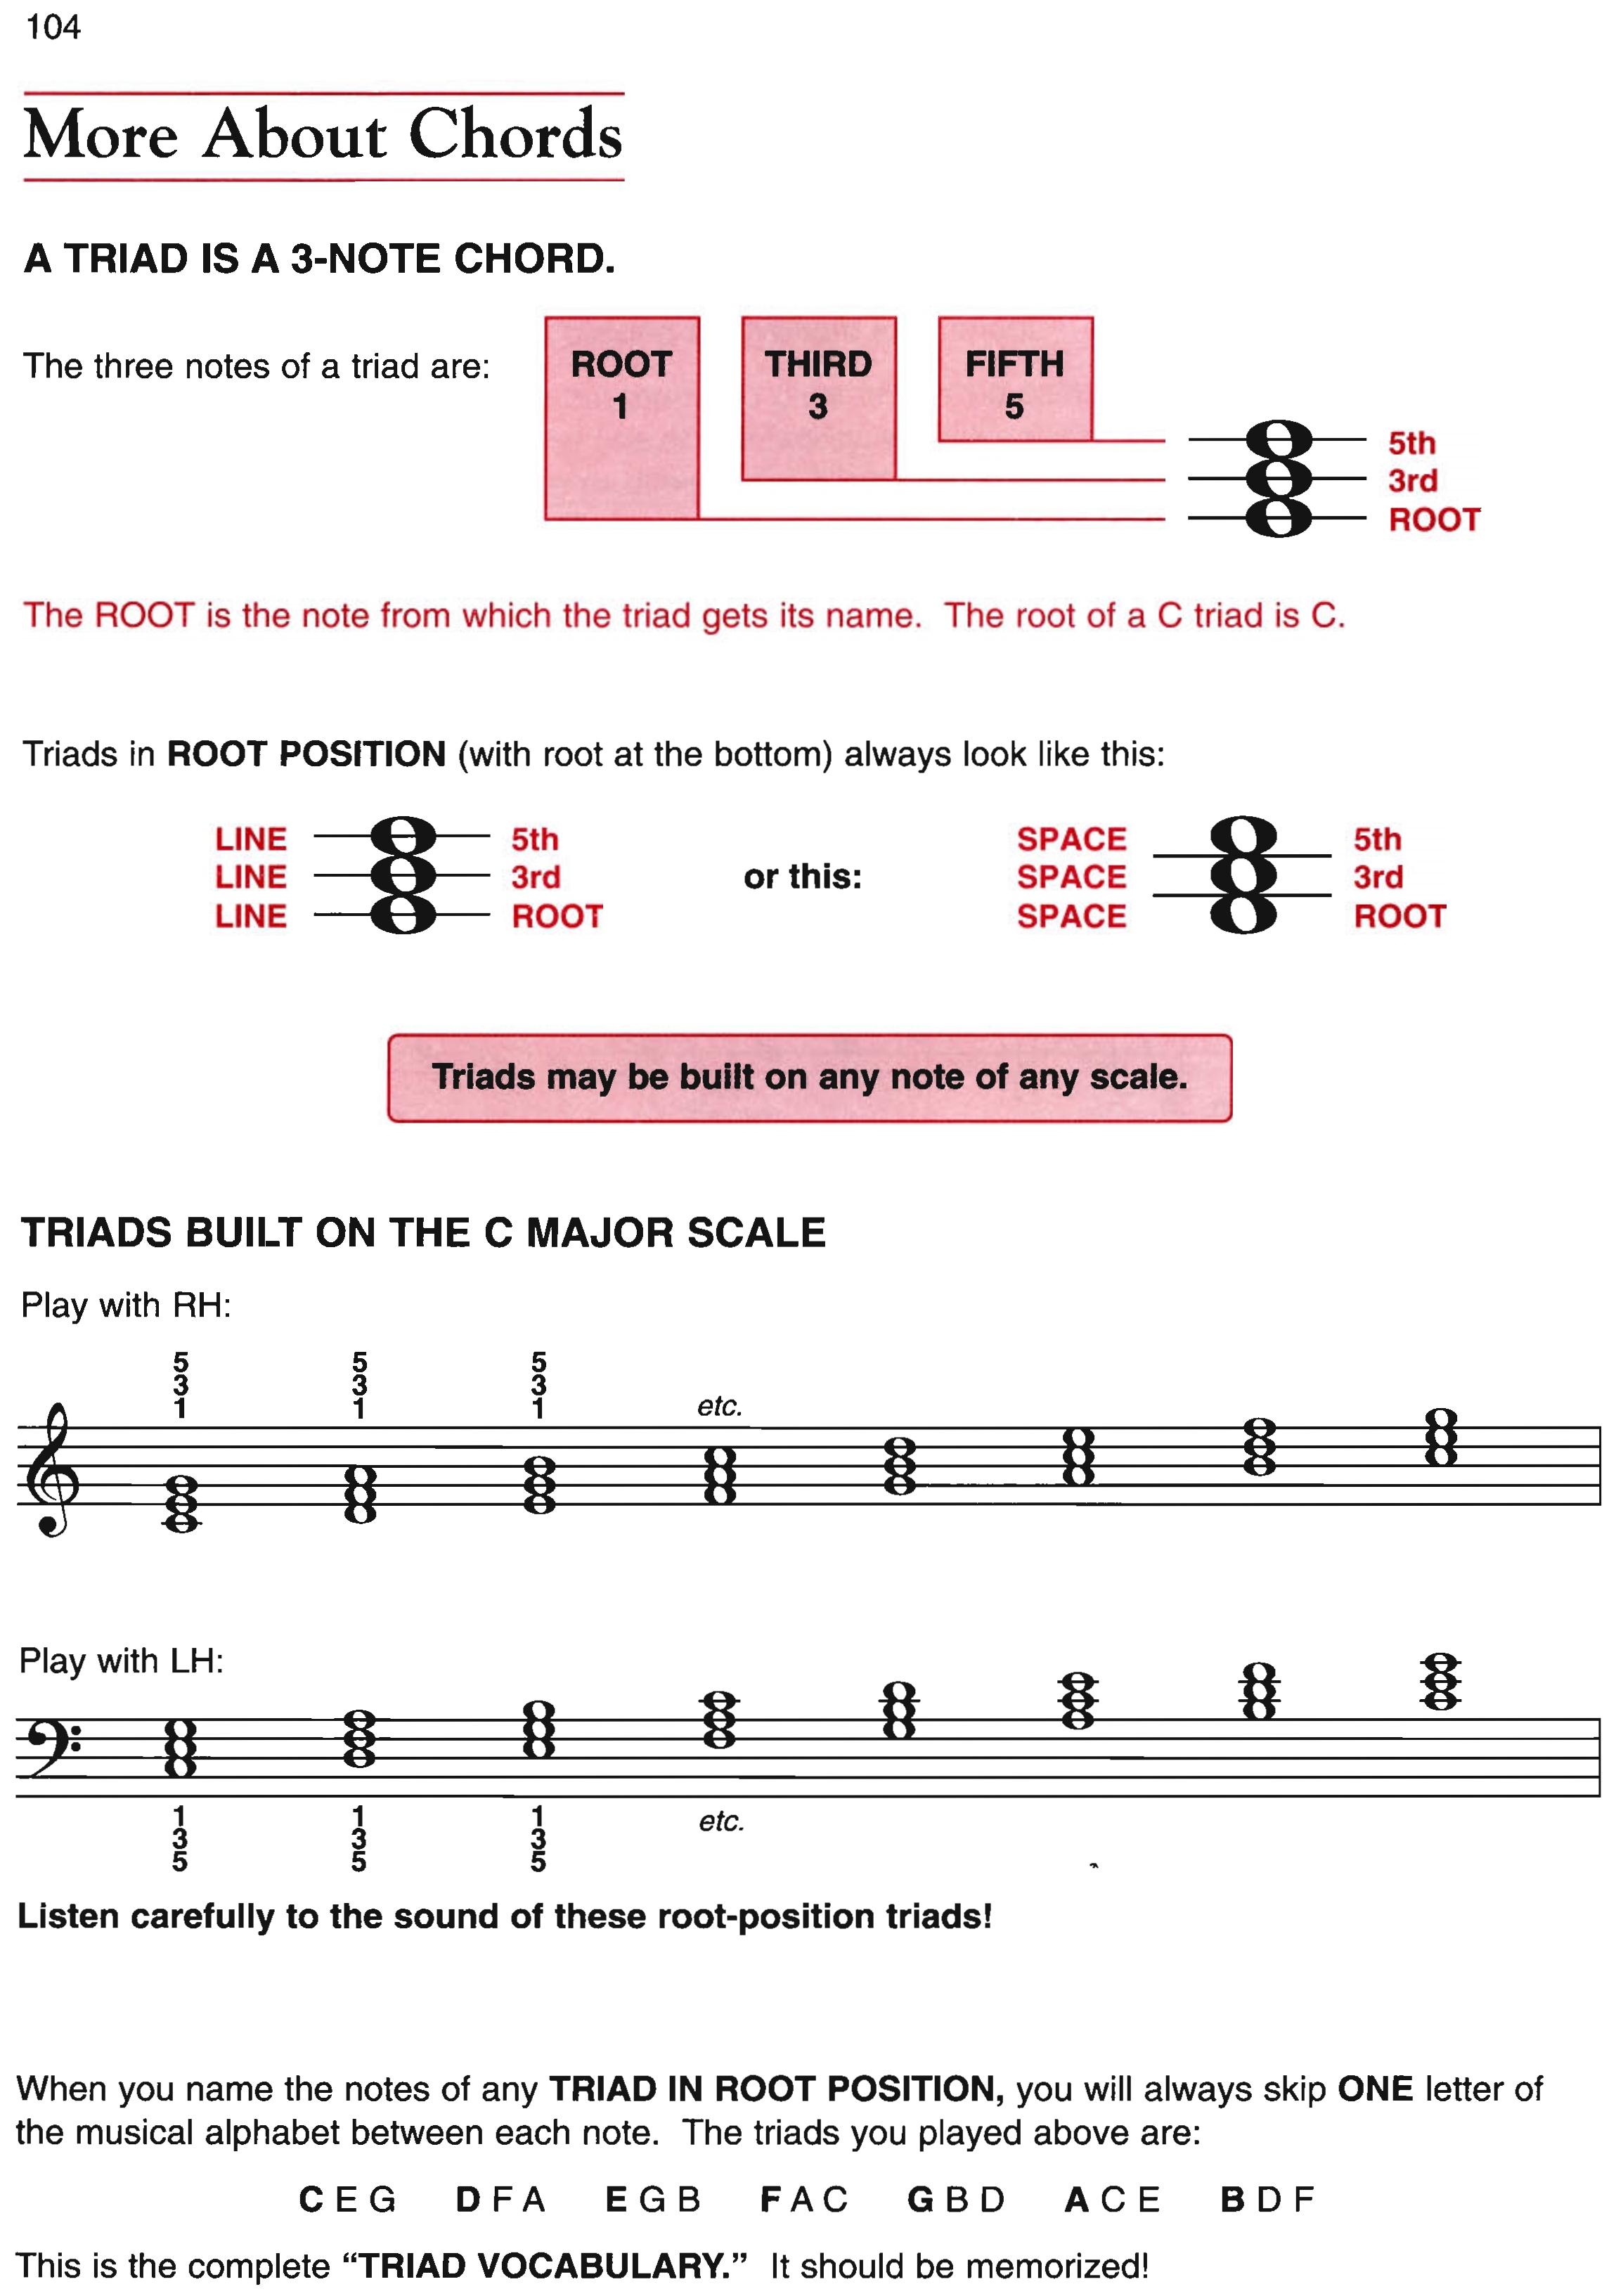 104
More About Chords
A TRIAD IS A 3-NOTE CHORD.
The three notes of a triad are:
ROOT THIRD FIFTH
1 3 5
5th
3rd
ROOT
The ROOT is the note from which the triad gets its name. The root of a C triad is C.
Triads in ROOT POSITION (with root at the bottom) always look like this:
LINE 5th
LINE 3rd
LINE ROOT
or this:
SPACE 5th
SPACE 3rd
SPACE ROOT
Triads may be built on any note of any scale.
TRIADS BUILT ON THE C MAJOR SCALE
Play with RH:
5 5 5
3 3 3
1 1 1 etc.
Play with LH:
1 1 1 etc.
3 3 3
5 5 5
Listen carefully to the sound of these root-position triads!
When you name the notes of any TRIAD IN ROOT POSITION, you will always skip ONE letter of
the musical alphabet between each note. The triads you played above are:
C E G D F A E G B F A C G B D A C E B D F
This is the complete “TRIAD VOCABULARY.” It should be memorized!